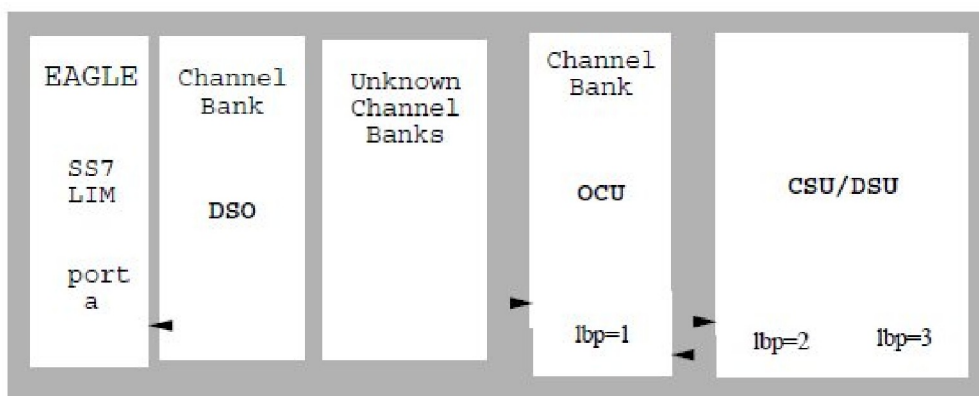 EAGLE
SS7
LIM
port
a
Channel
Bank
DSO
Unknown
Channel
Banks
Channel
Bank
OCU
lbp=1
CSU/DSU
lbp=2
lbp=3